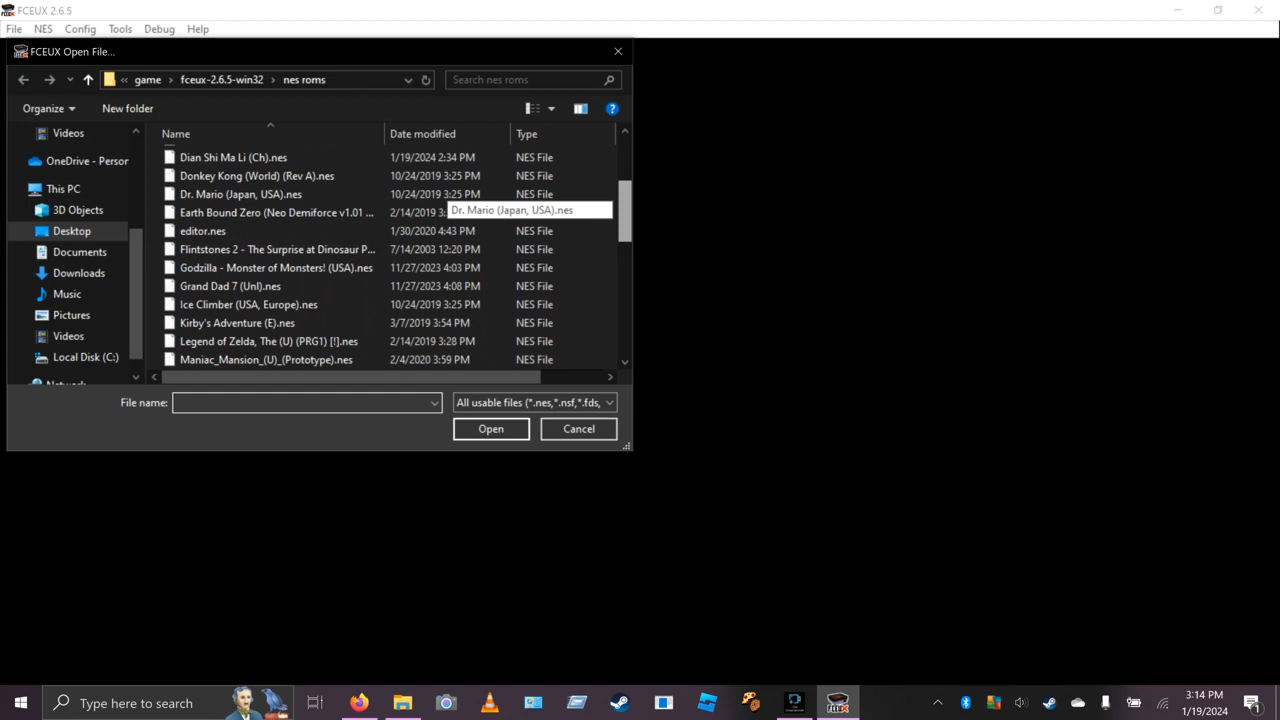 FCEUX 2.6.5
File NES Config Tools Debug Help
FCEUX Open File...
« game › fceux-2.6.5-win32 › nes roms
Search nes roms
Organize New folder
Name Date modified Type
Videos
OneDrive - Person
This PC
3D Objects
Desktop
Documents
Downloads
Music
Pictures
Videos
Local Disk (C:)
Network
Dian Shi Ma Li (Ch).nes 1/19/2024 2:34 PM NES File
Donkey Kong (World) (Rev A).nes 10/24/2019 3:25 PM NES File
Dr. Mario (Japan, USA).nes 10/24/2019 3:25 PM NES File
Earth Bound Zero (Neo Demiforce v1.01 ... 2/14/2019 3: NES File
Dr. Mario (Japan, USA).nes
editor.nes 1/30/2020 4:43 PM NES File
Flintstones 2 - The Surprise at Dinosaur P... 7/14/2003 12:20 PM NES File
Godzilla - Monster of Monsters! (USA).nes 11/27/2023 4:03 PM NES File
Grand Dad 7 (Unl).nes 11/27/2023 4:08 PM NES File
Ice Climber (USA, Europe).nes 10/24/2019 3:25 PM NES File
Kirby's Adventure (E).nes 3/7/2019 3:54 PM NES File
Legend of Zelda, The (U) (PRG1) [!].nes 2/14/2019 3:28 PM NES File
Maniac_Mansion_(U)_(Prototype).nes 2/4/2020 3:59 PM NES File
File name:
All usable files (*.nes,*.nsf,*.fds,
Open Cancel
Type here to search
3:14 PM
1/19/2024
1